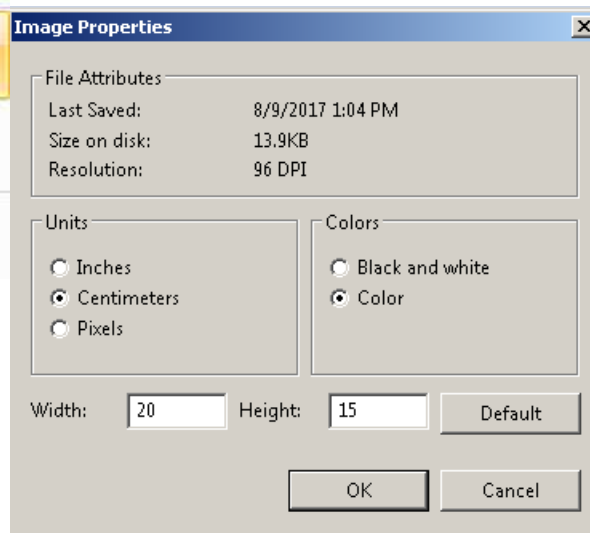 Image Properties
File Attributes
Last Saved: 8/9/2017 1:04 PM
Size on disk: 13.9KB
Resolution: 96 DPI
Units
Inches
Centimeters
Pixels
Colors
Black and white
Color
Width: 20 Height: 15 Default
OK Cancel